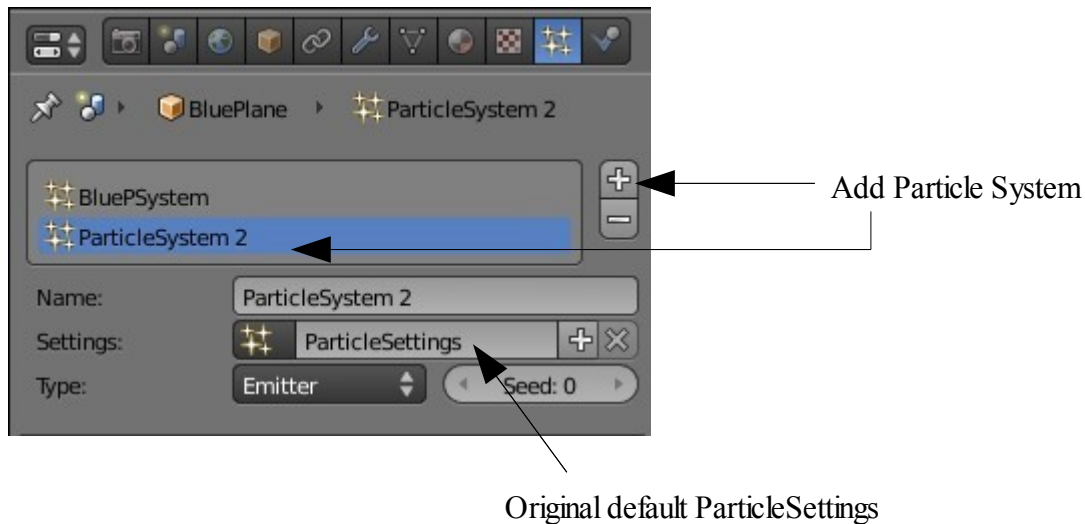 BluePlane ParticleSystem 2
BluePSystem
Add Particle System
ParticleSystem 2
Name: ParticleSystem 2
Settings: ParticleSettings
Type: Emitter Seed: 0
Original default ParticleSettings